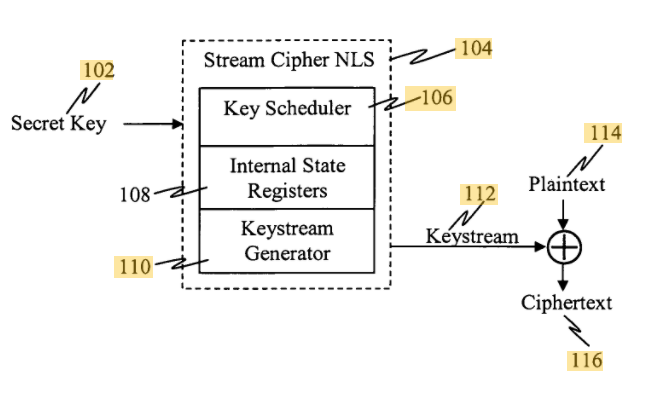 104
Stream Cipher NLS
102
Secret Key
Key Scheduler
106
108
Internal State
Registers
110
Keystream
Generator
112
Keystream
114
Plaintext
Ciphertext
116